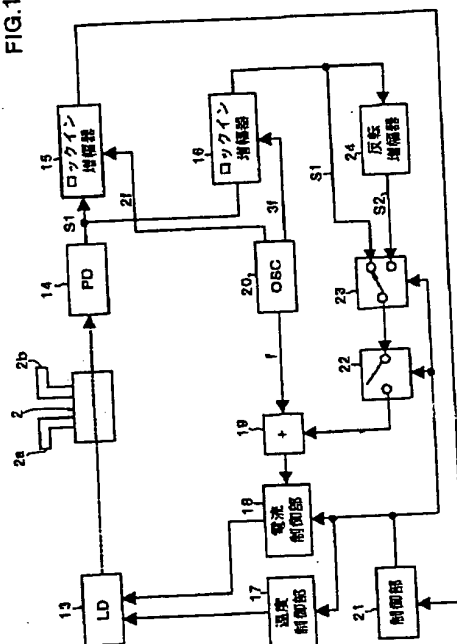 FIG.1
15
ロックイン
増幅器
16
ロックイン
増幅器
S1
2f
3f
14
PD
20
OSC
S1
24
反転
増幅器
S2
23
22
2b
2
2a
f
19
+
18
電流
制御部
13
LD
17
温度
制御部
21
制御部